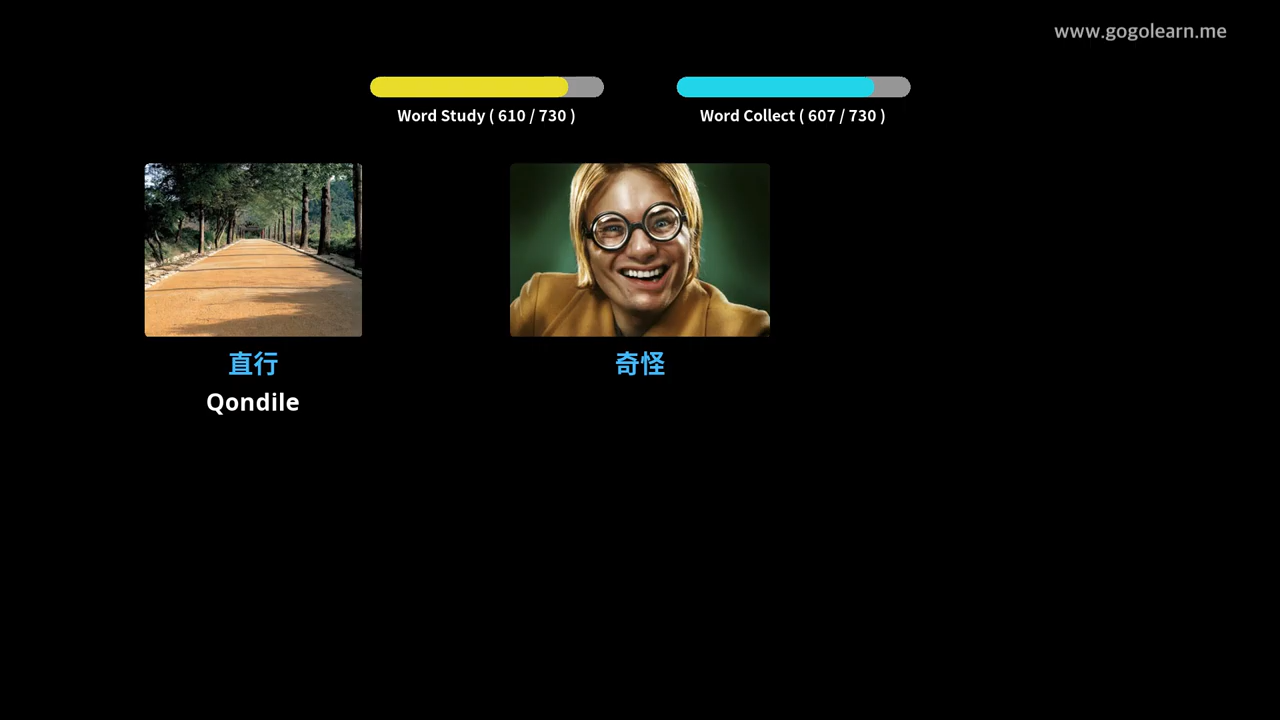 www.gogolearn.me
Word Study ( 610 / 730 )
Word Collect ( 607 / 730 )
直行
Qondile
奇怪